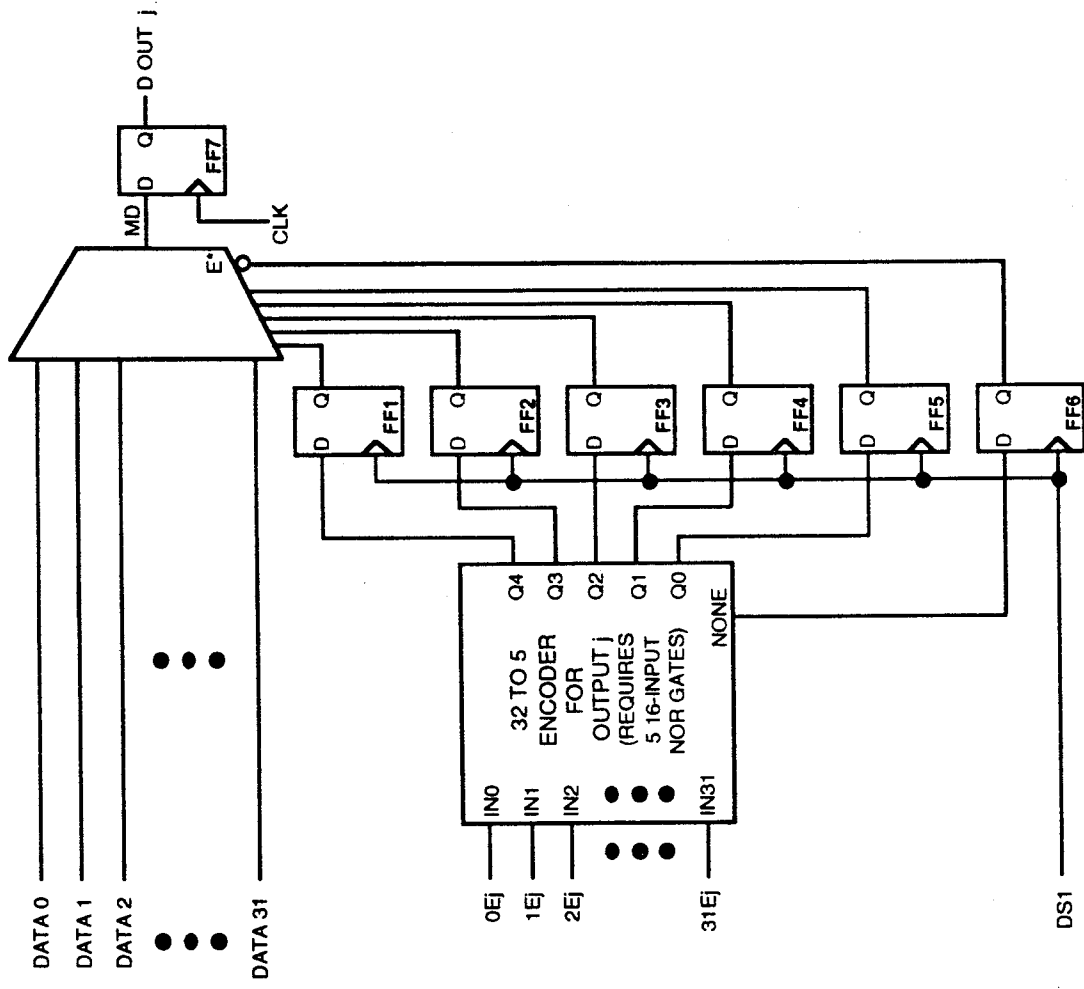 DATA 0
DATA 1
DATA 2
DATA 31
MD
D
Q
FF7
D OUT j
CLK
E*
D
Q
FF1
D
Q
FF2
D
Q
FF3
D
Q
FF4
D
Q
FF5
D
Q
FF6
0Ej
1Ej
2Ej
31Ej
IN0
IN1
IN2
IN31
32 TO 5
ENCODER
FOR
OUTPUT j
(REQUIRES
5 16-INPUT
NOR GATES)
Q4
Q3
Q2
Q1
Q0
NONE
DS1